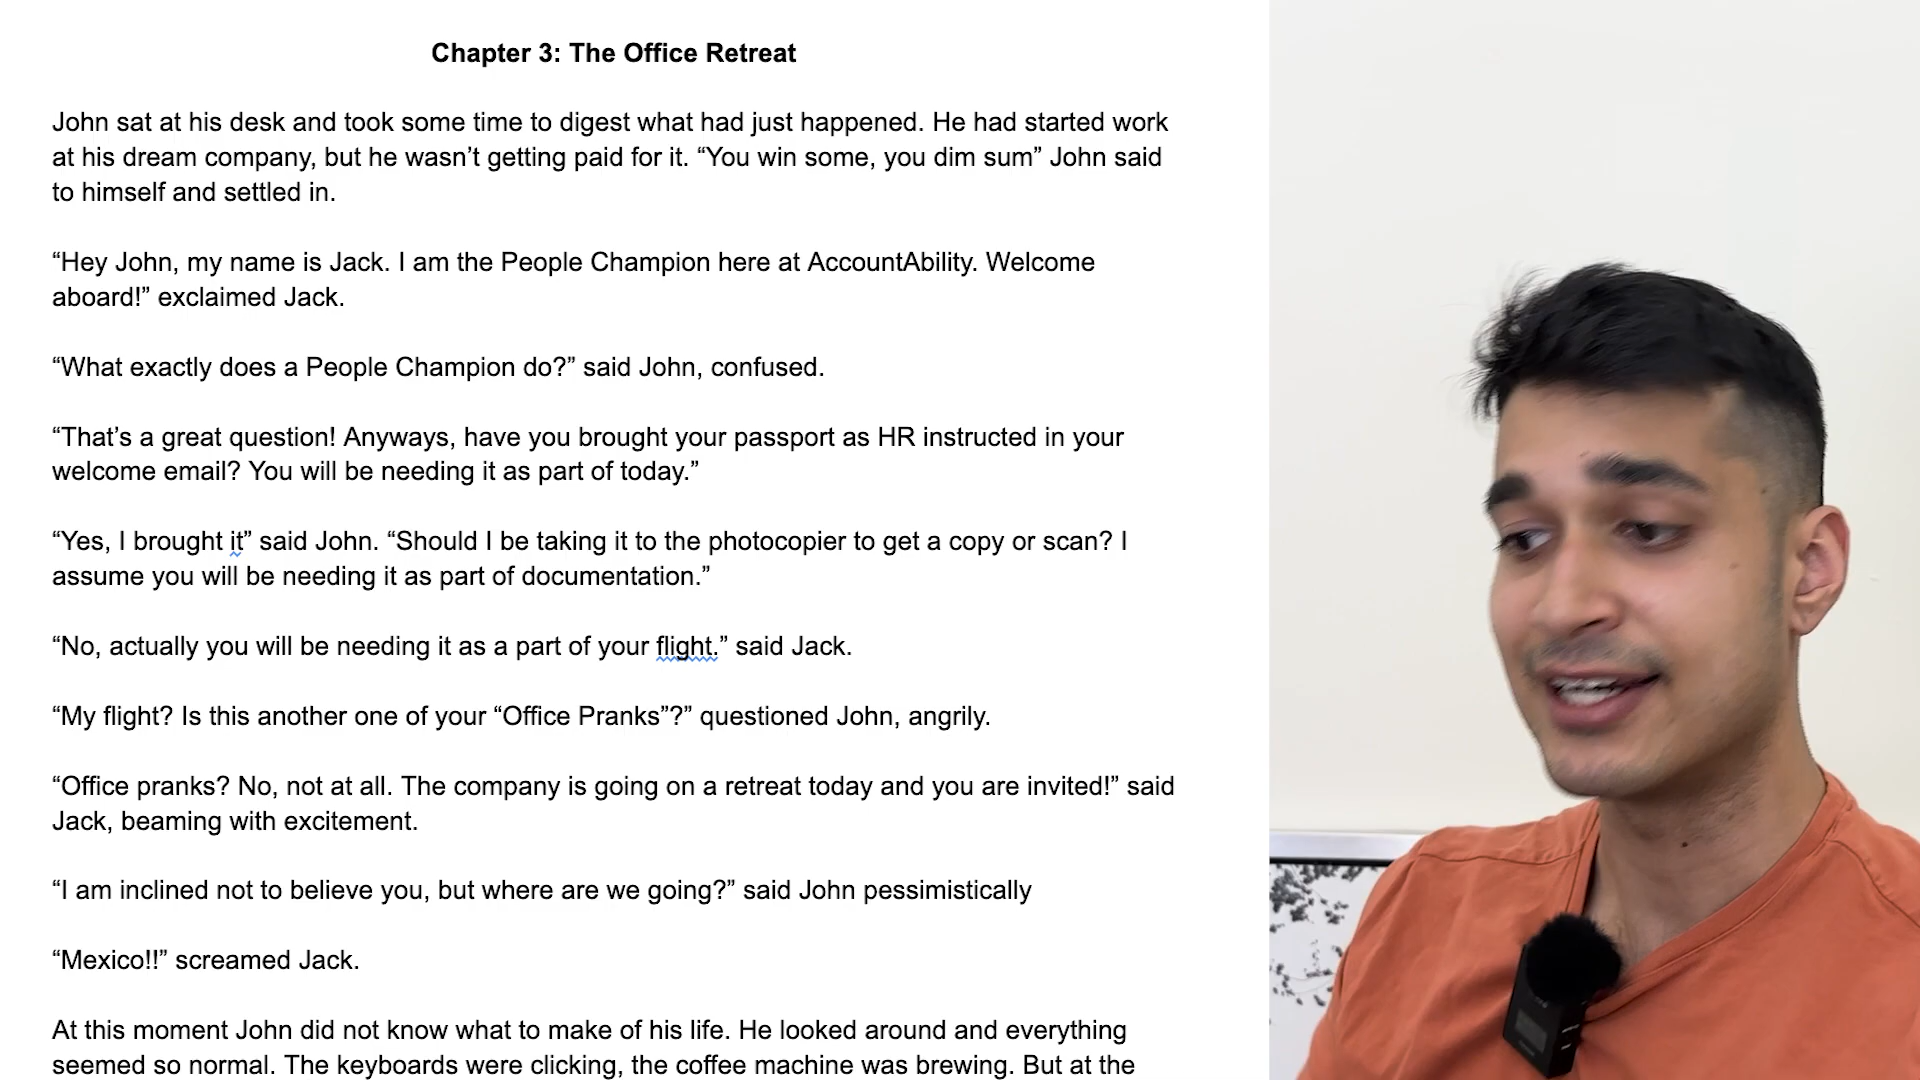 Chapter 3: The Office Retreat
John sat at his desk and took some time to digest what had just happened. He had started work
at his dream company, but he wasn’t getting paid for it. “You win some, you dim sum” John said
to himself and settled in.
“Hey John, my name is Jack. I am the People Champion here at AccountAbility. Welcome
aboard!” exclaimed Jack.
“What exactly does a People Champion do?” said John, confused.
“That’s a great question! Anyways, have you brought your passport as HR instructed in your
welcome email? You will be needing it as part of today.”
“Yes, I brought it” said John. “Should I be taking it to the photocopier to get a copy or scan? I
assume you will be needing it as part of documentation.”
“No, actually you will be needing it as a part of your flight.” said Jack.
“My flight? Is this another one of your “Office Pranks”?” questioned John, angrily.
“Office pranks? No, not at all. The company is going on a retreat today and you are invited!” said
Jack, beaming with excitement.
“I am inclined not to believe you, but where are we going?” said John pessimistically
“Mexico!!” screamed Jack.
At this moment John did not know what to make of his life. He looked around and everything
seemed so normal. The keyboards were clicking, the coffee machine was brewing. But at the